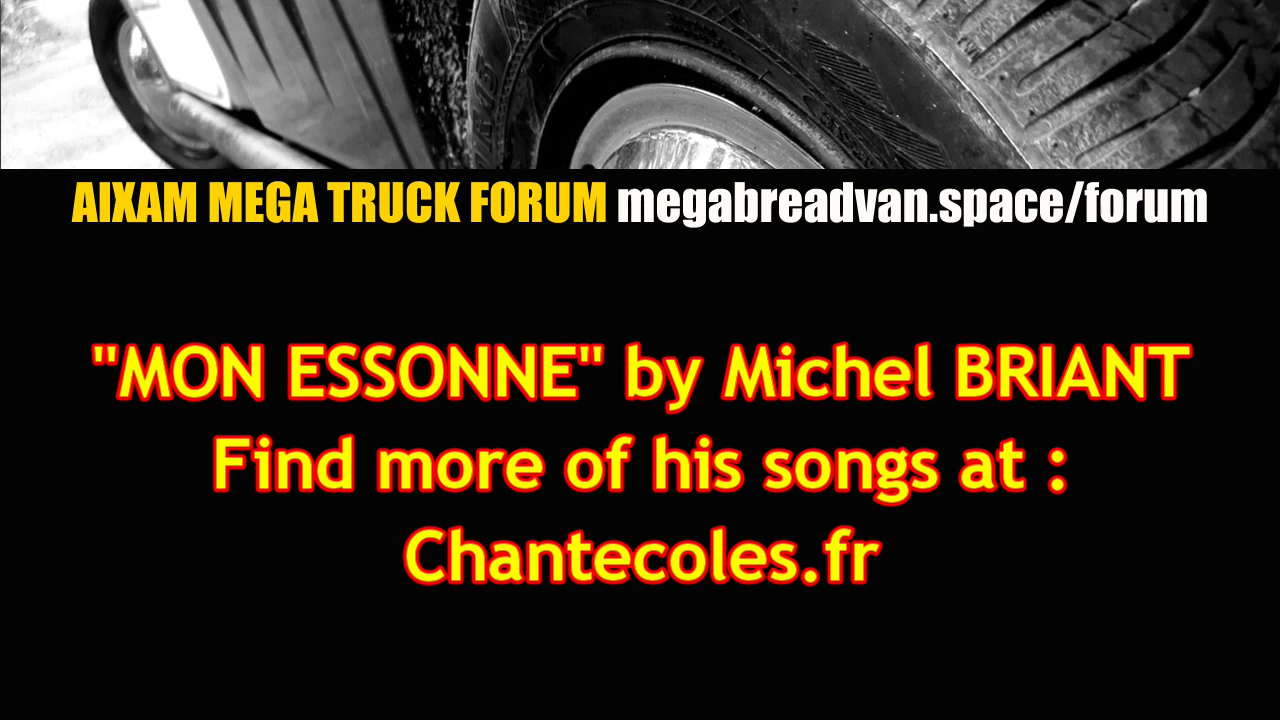 AIXAM MEGA TRUCK FORUM megabreadvan.space/forum
"MON ESSONNE" by Michel BRIANT
Find more of his songs at :
Chantecoles.fr